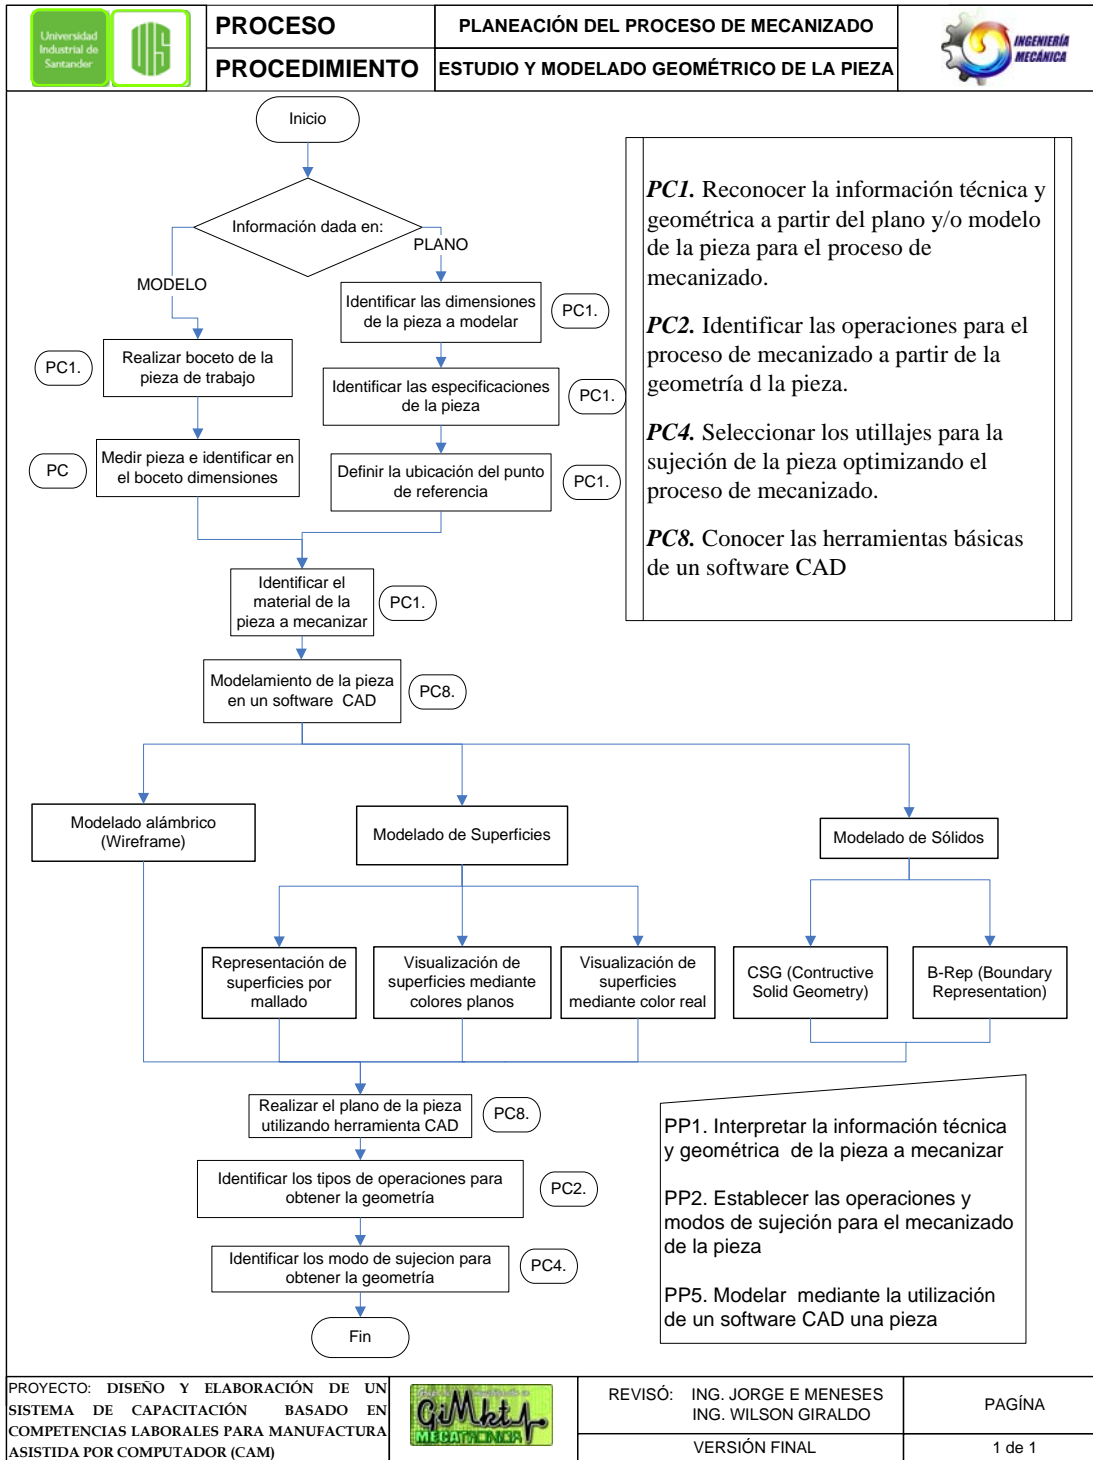 Universidad
Industrial de
Santander
UIS
PROCESO
PLANEACIÓN DEL PROCESO DE MECANIZADO
PROCEDIMIENTO
ESTUDIO Y MODELADO GEOMÉTRICO DE LA PIEZA
INGENIERÍA
MECÁNICA
Inicio
Información dada en:
PLANO
MODELO
Identificar las dimensiones
de la pieza a modelar
PC1.
Realizar boceto de la
pieza de trabajo
PC1.
Identificar las especificaciones
de la pieza
PC1.
Medir pieza e identificar en
el boceto dimensiones
PC
Definir la ubicación del punto
de referencia
PC1.
Identificar el
material de la
pieza a mecanizar
PC1.
Modelamiento de la pieza
en un software  CAD
PC8.
PC1. Reconocer la información técnica y
geométrica a partir del plano y/o modelo
de la pieza para el proceso de
mecanizado.
PC2. Identificar las operaciones para el
proceso de mecanizado a partir de la
geometría d la pieza.
PC4. Seleccionar los utillajes para la
sujeción de la pieza optimizando el
proceso de mecanizado.
PC8. Conocer las herramientas básicas
de un software CAD
Modelado alámbrico
(Wireframe)
Modelado de Superficies
Modelado de Sólidos
Representación de
superficies por
mallado
Visualización de
superficies mediante
colores planos
Visualización de
superficies
mediante color real
CSG (Contructive
Solid Geometry)
B-Rep (Boundary
Representation)
Realizar el plano de la pieza
utilizando herramienta CAD
PC8.
Identificar los tipos de operaciones para
obtener la geometría
PC2.
Identificar los modo de sujecion para
obtener la geometría
PC4.
Fin
PP1. Interpretar la información técnica
y geométrica  de la pieza a mecanizar
PP2. Establecer las operaciones y
modos de sujeción para el mecanizado
de la pieza
PP5. Modelar  mediante la utilización
de un software CAD una pieza
PROYECTO: DISEÑO Y ELABORACIÓN DE UN
SISTEMA DE CAPACITACIÓN BASADO EN
COMPETENCIAS LABORALES PARA MANUFACTURA
ASISTIDA POR COMPUTADOR (CAM)
GiMkt
MECATRONICA
REVISÓ: ING. JORGE E MENESES
ING. WILSON GIRALDO
VERSIÓN FINAL
PAGÍNA
1 de 1